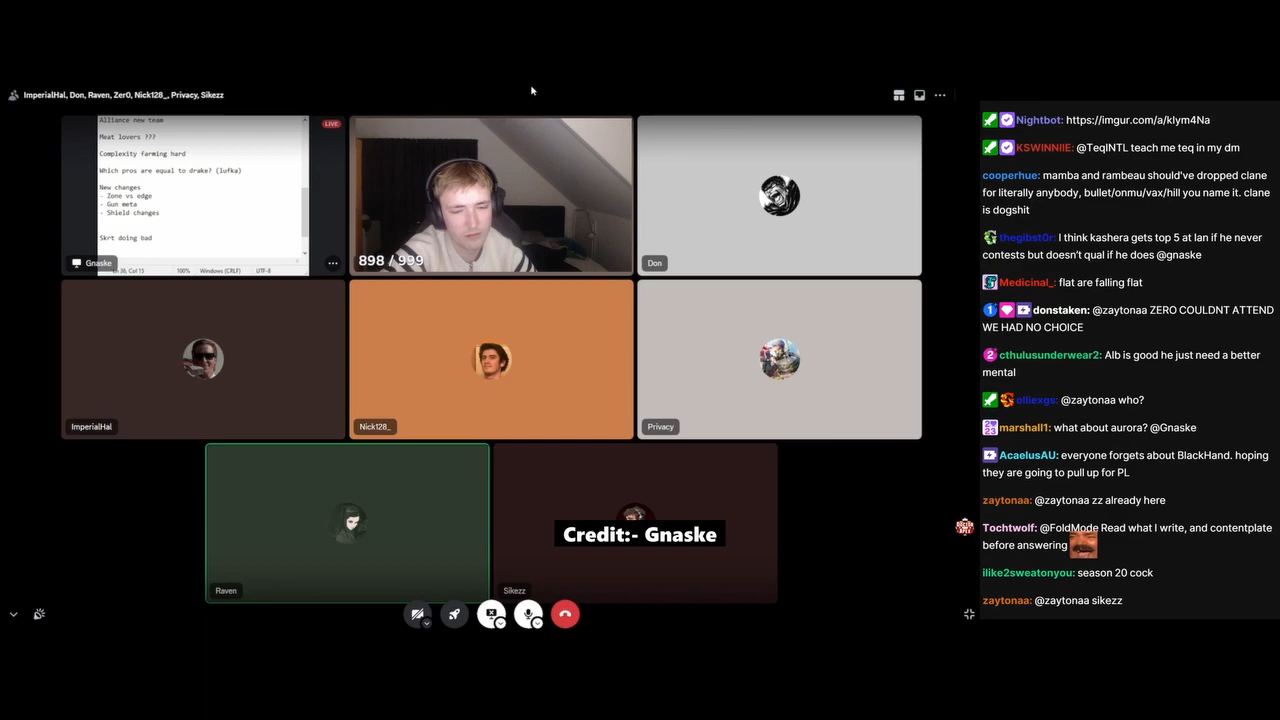 ImperialHal, Don, Raven, Zer0, Nick128_, Privacy, Sikezz
Alliance new team
Meat lovers ???
Complexity farming hard
Which pros are equal to drake? (lufka)
New changes
- Zone vs edge
- Gun meta
- Shield changes
Skrt doing bad
Col 15
100%
Windows (CRLF)
UTF-8
LIVE
Gnaske
898 / 999
Don
ImperialHal
Nick128_
Privacy
Raven
Sikezz
Credit:- Gnaske
Nightbot: https://imgur.com/a/kIym4Na
KSWINNIIE: @TeqINTL teach me teq in my dm
cooperhue: mamba and rambeau should've dropped clane
for literally anybody, bullet/onmu/vax/hill you name it. clane
is dogshit
thegibst0r: I think kashera gets top 5 at lan if he never
contests but doesn't qual if he does @gnaske
Medicinal_: flat are falling flat
donstaken: @zaytonaa ZERO COULDNT ATTEND
WE HAD NO CHOICE
cthulusunderwear2: Alb is good he just need a better
mental
olliexgs: @zaytonaa who?
marshall1: what about aurora? @Gnaske
AcaelusAU: everyone forgets about BlackHand. hoping
they are going to pull up for PL
zaytonaa: @zaytonaa zz already here
Tochtwolf: @FoldMode Read what I write, and contentplate
before answering
ilike2sweatonyou: season 20 cock
zaytonaa: @zaytonaa sikezz